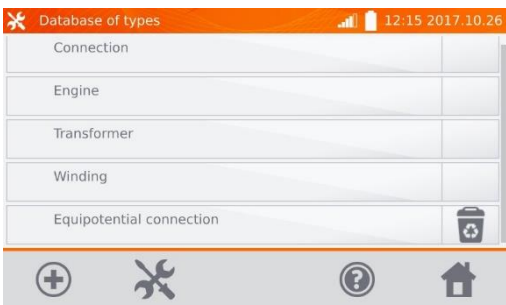 Database of types 12:15 2017.10.26
Connection
Engine
Transformer
Winding
Equipotential connection